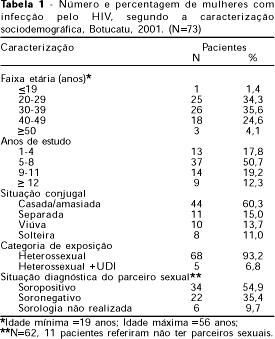 Tabela 1 - Número e percentagem de mulheres com
infecção pelo HIV, segundo a caracterização
sociodemográfica, Botucatu, 2001. (N=73)
Caracterização Pacientes
N %
Faixa etária (anos)*
≤19 1 1,4
20-29 25 34,3
30-39 26 35,6
40-49 18 24,6
≥50 3 4,1
Anos de estudo
1-4 13 17,8
5-8 37 50,7
9-11 14 19,2
≥ 12 9 12,3
Situação conjugal
Casada/amasiada 44 60,3
Separada 11 15,0
Viúva 10 13,7
Solteira 8 11,0
Categoria de exposição
Heterossexual 68 93,2
Heterossexual +UDI 5 6,8
Situação diagnóstica do parceiro sexual**
Soropositivo 34 54,9
Soronegativo 22 35,4
Sorologia não realizada 6 9,7
*Idade mínima =19 anos; Idade máxima =56 anos;
**N=62, 11 pacientes referiram não ter parceiros sexuais.